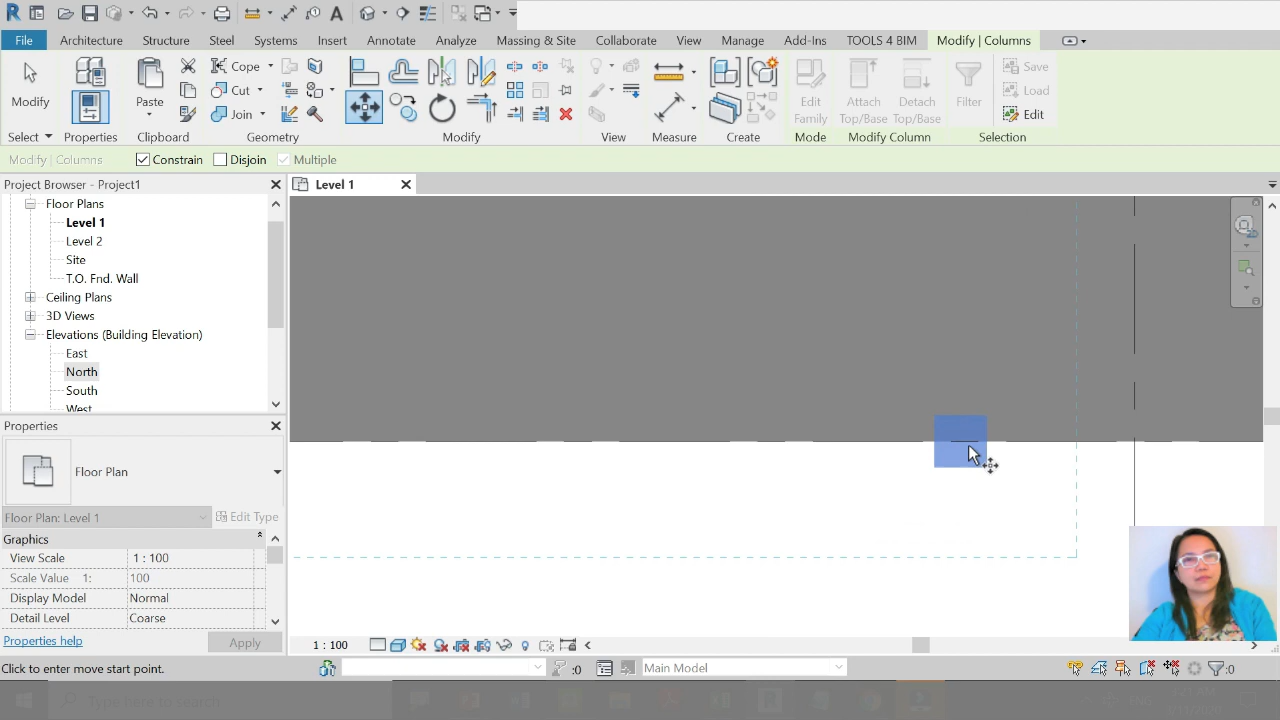 File Architecture Structure Steel Systems Insert Annotate Analyze Massing & Site Collaborate View Manage Add-Ins TOOLS 4 BIM Modify | Columns
Modify
Paste
Cope
Cut
Join
Edit Family
Attach Top/Base
Detach Top/Base
Filter
Save
Load
Edit
Select Properties Clipboard Geometry Modify View Measure Create Mode Modify Column Selection
Modify | Columns Constrain Disjoin Multiple
Project Browser - Project1
Level 1
Floor Plans
Level 1
Level 2
Site
T.O. Fnd. Wall
Ceiling Plans
3D Views
Elevations (Building Elevation)
East
North
South
West
Properties
Floor Plan
Floor Plan: Level 1 Edit Type
Graphics
View Scale 1 : 100
Scale Value 1: 100
Display Model Normal
Detail Level Coarse
Properties help Apply
1 : 100
Click to enter move start point.
:0
Main Model
:0
Type here to search
ENG